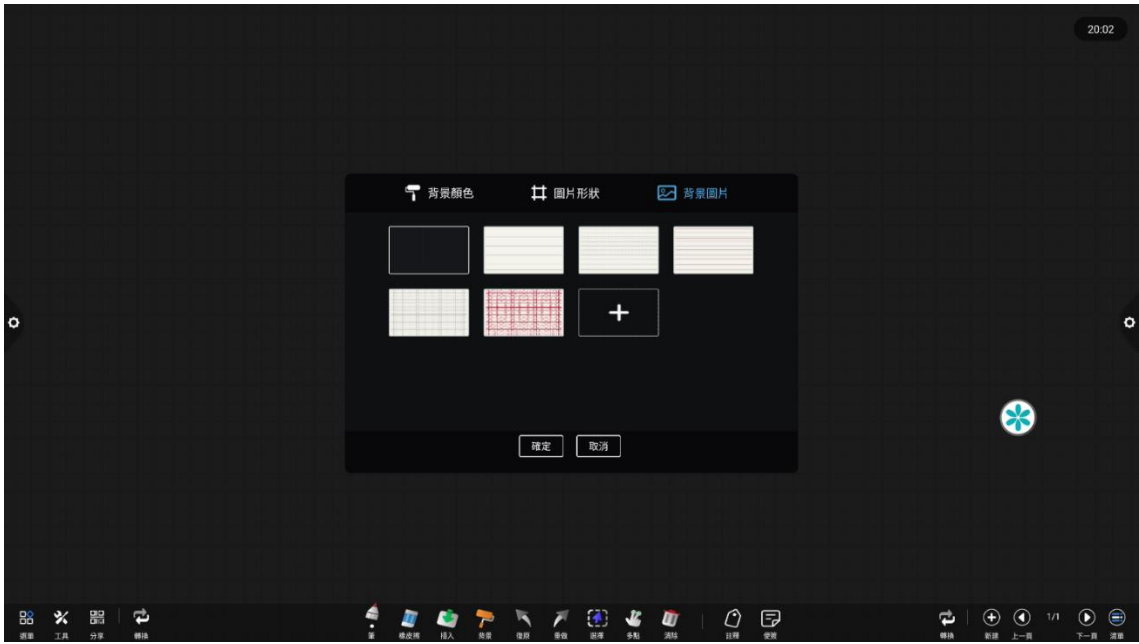 20:02
背景顏色 圖片形狀 背景圖片
確定 取消
選單 工具 分享 轉換 筆 橡皮擦 插入 背景 復原 重做 選擇 多點 清除 註釋 便簽 轉換 新建 上一頁 1/1 下一頁 清單